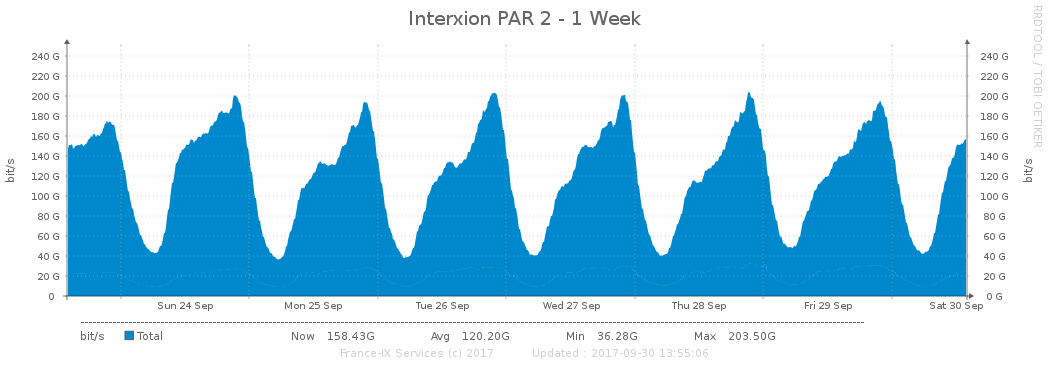 Interxion PAR 2 - 1 Week
RRDTOOL / TOBI OETIKER
bit/s
240 G 240 G
220 G 220 G
200 G 200 G
180 G 180 G
160 G 160 G
140 G 140 G
120 G 120 G
100 G 100 G
80 G 80 G
60 G 60 G
40 G 40 G
20 G 20 G
0 0 G
bit/s
Sun 24 Sep Mon 25 Sep Tue 26 Sep Wed 27 Sep Thu 28 Sep Fri 29 Sep Sat 30 Sep
bit/s Total Now 158.43G Avg 120.20G Min 36.28G Max 203.50G
France-IX Services (c) 2017 Updated : 2017-09-30 13:55:06